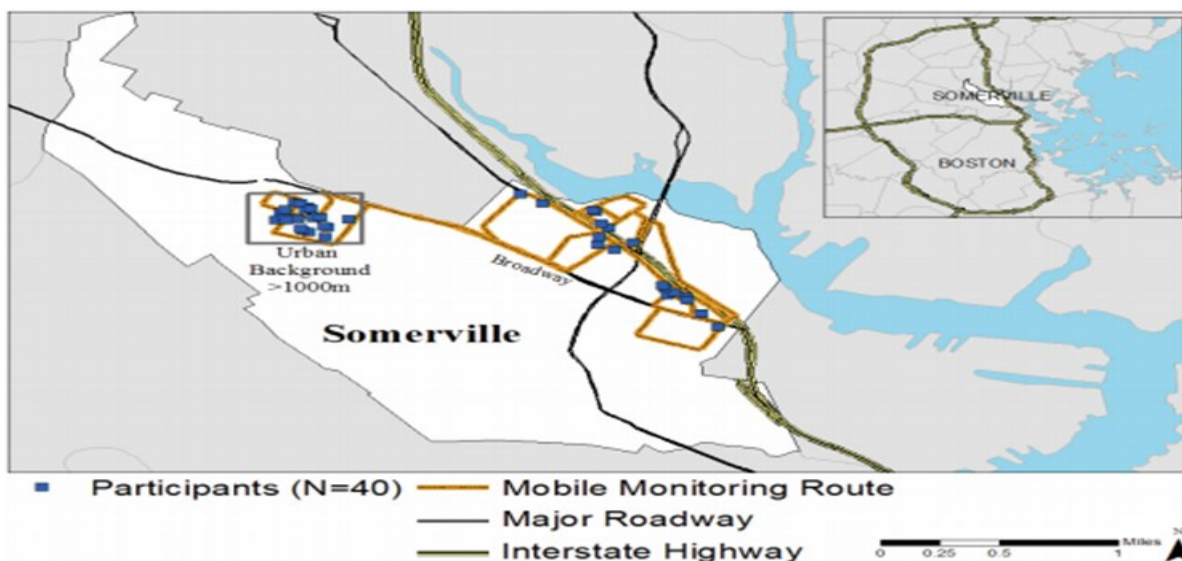 SOMERVILLE
BOSTON
Urban
Background
>1000m
Broadway
Somerville
Participants (N=40)
Mobile Monitoring Route
Major Roadway
Interstate Highway
Miles
0 0.25 0.5 1
N